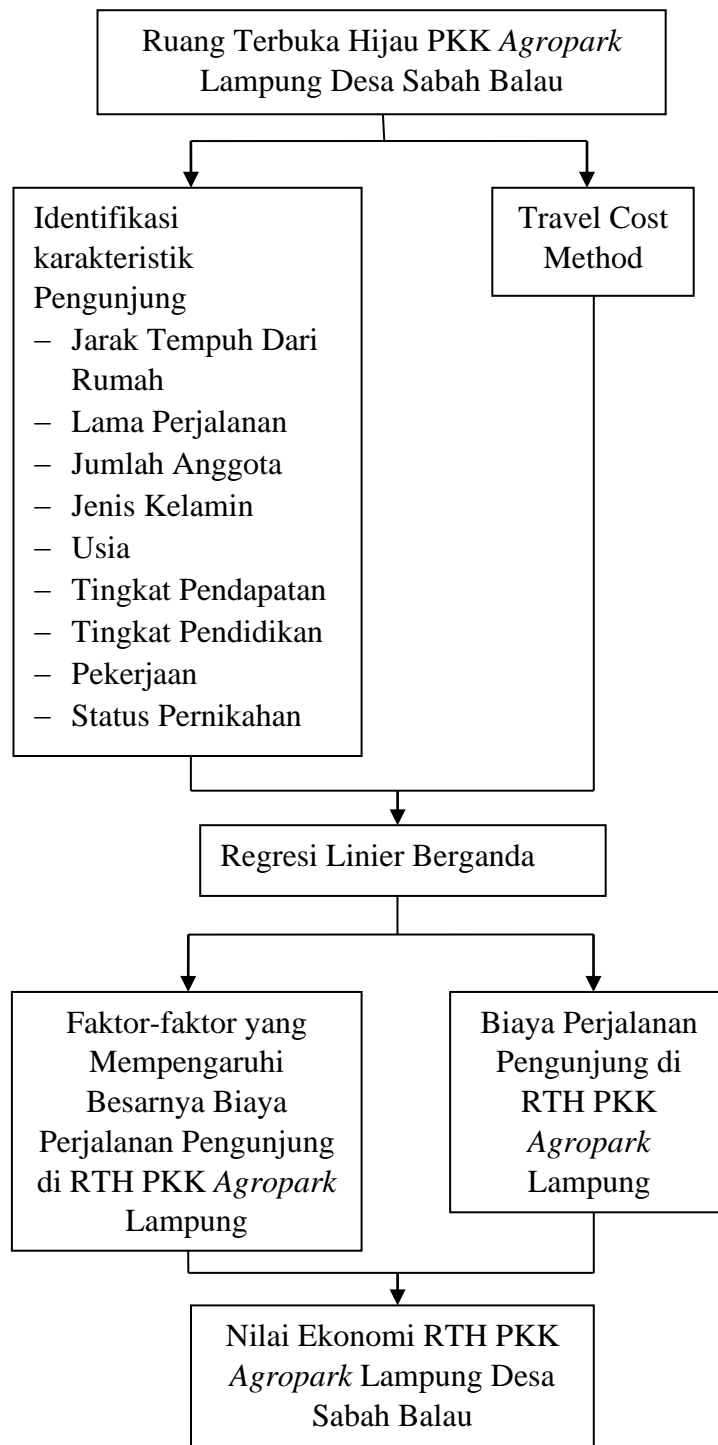 Ruang Terbuka Hijau PKK Agropark
Lampung Desa Sabah Balau
Identifikasi
karakteristik
Pengunjung
– Jarak Tempuh Dari
Rumah
– Lama Perjalanan
– Jumlah Anggota
– Jenis Kelamin
– Usia
– Tingkat Pendapatan
– Tingkat Pendidikan
– Pekerjaan
– Status Pernikahan
Travel Cost
Method
Regresi Linier Berganda
Faktor-faktor yang
Mempengaruhi
Besarnya Biaya
Perjalanan Pengunjung
di RTH PKK Agropark
Lampung
Biaya Perjalanan
Pengunjung di
RTH PKK
Agropark
Lampung
Nilai Ekonomi RTH PKK
Agropark Lampung Desa
Sabah Balau